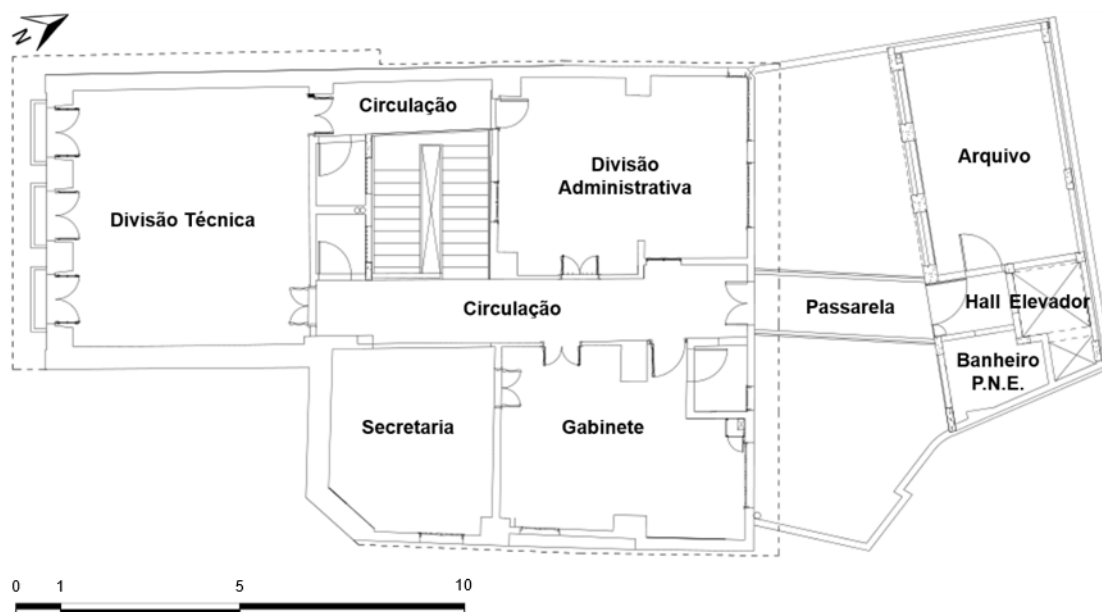 N
Circulação
Divisão Técnica
Divisão
Administrativa
Arquivo
Circulação
Passarela
Hall
Elevador
Banheiro
P.N.E.
Secretaria
Gabinete
0 1 5 10